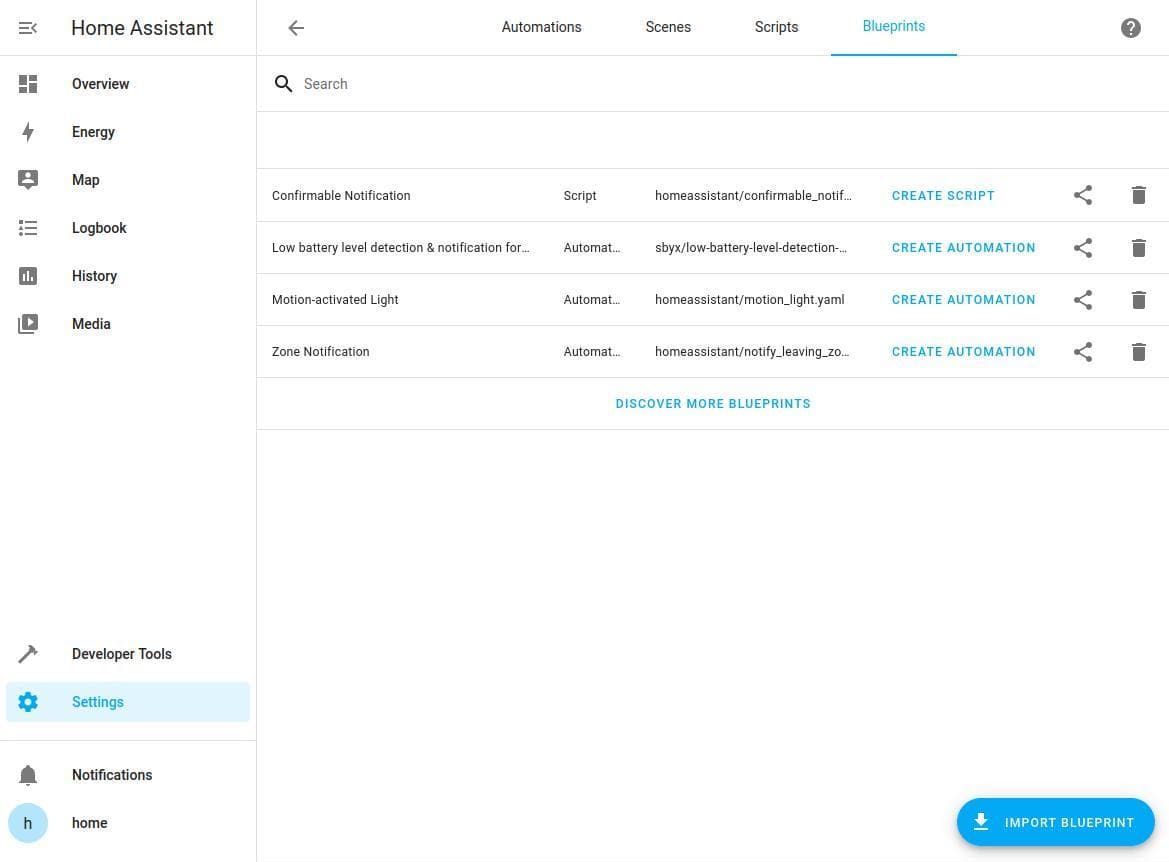 Home Assistant
Automations
Scenes
Scripts
Blueprints
Overview
Energy
Map
Logbook
History
Media
Developer Tools
Settings
Notifications
h
home
Search
Confirmable Notification Script homeassistant/confirmable_notif… CREATE SCRIPT
Low battery level detection & notification for… Automat… sbyx/low-battery-level-detection-… CREATE AUTOMATION
Motion-activated Light Automat… homeassistant/motion_light.yaml CREATE AUTOMATION
Zone Notification Automat… homeassistant/notify_leaving_zo… CREATE AUTOMATION
DISCOVER MORE BLUEPRINTS
IMPORT BLUEPRINT